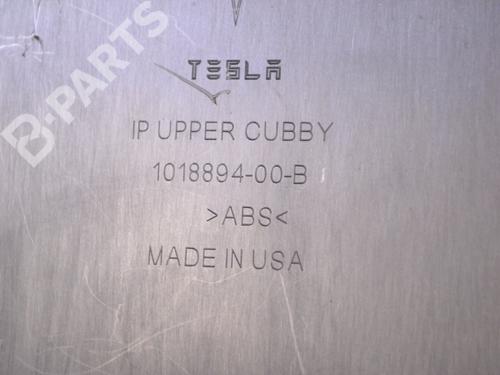 TESLA
IP UPPER CUBBY
1018894-00-B
>ABS<
MADE IN USA
B-PARTS